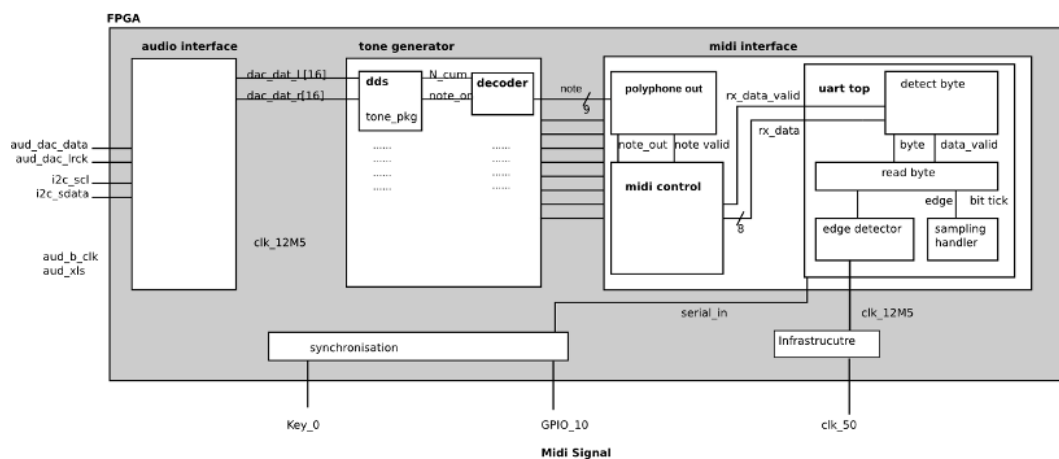 FPGA
audio interface
tone generator
midi interface
dac_dat_l[16]
dds
N_cum
decoder
polyphone out
rx_data_valid
uart top
detect byte
dac_dat_r[16]
note_on
note
9
tone_pkg
rx_data
aud_dac_data
aud_dac_lrck
......
......
note_out
note valid
byte
data_valid
......
......
i2c_scl
i2c_sdata
......
......
midi control
read byte
edge
bit tick
8
edge detector
sampling
handler
clk_12M5
aud_b_clk
aud_xls
serial_in
clk_12M5
synchronisation
Infrastrucutre
Key_0
GPIO_10
clk_50
Midi Signal